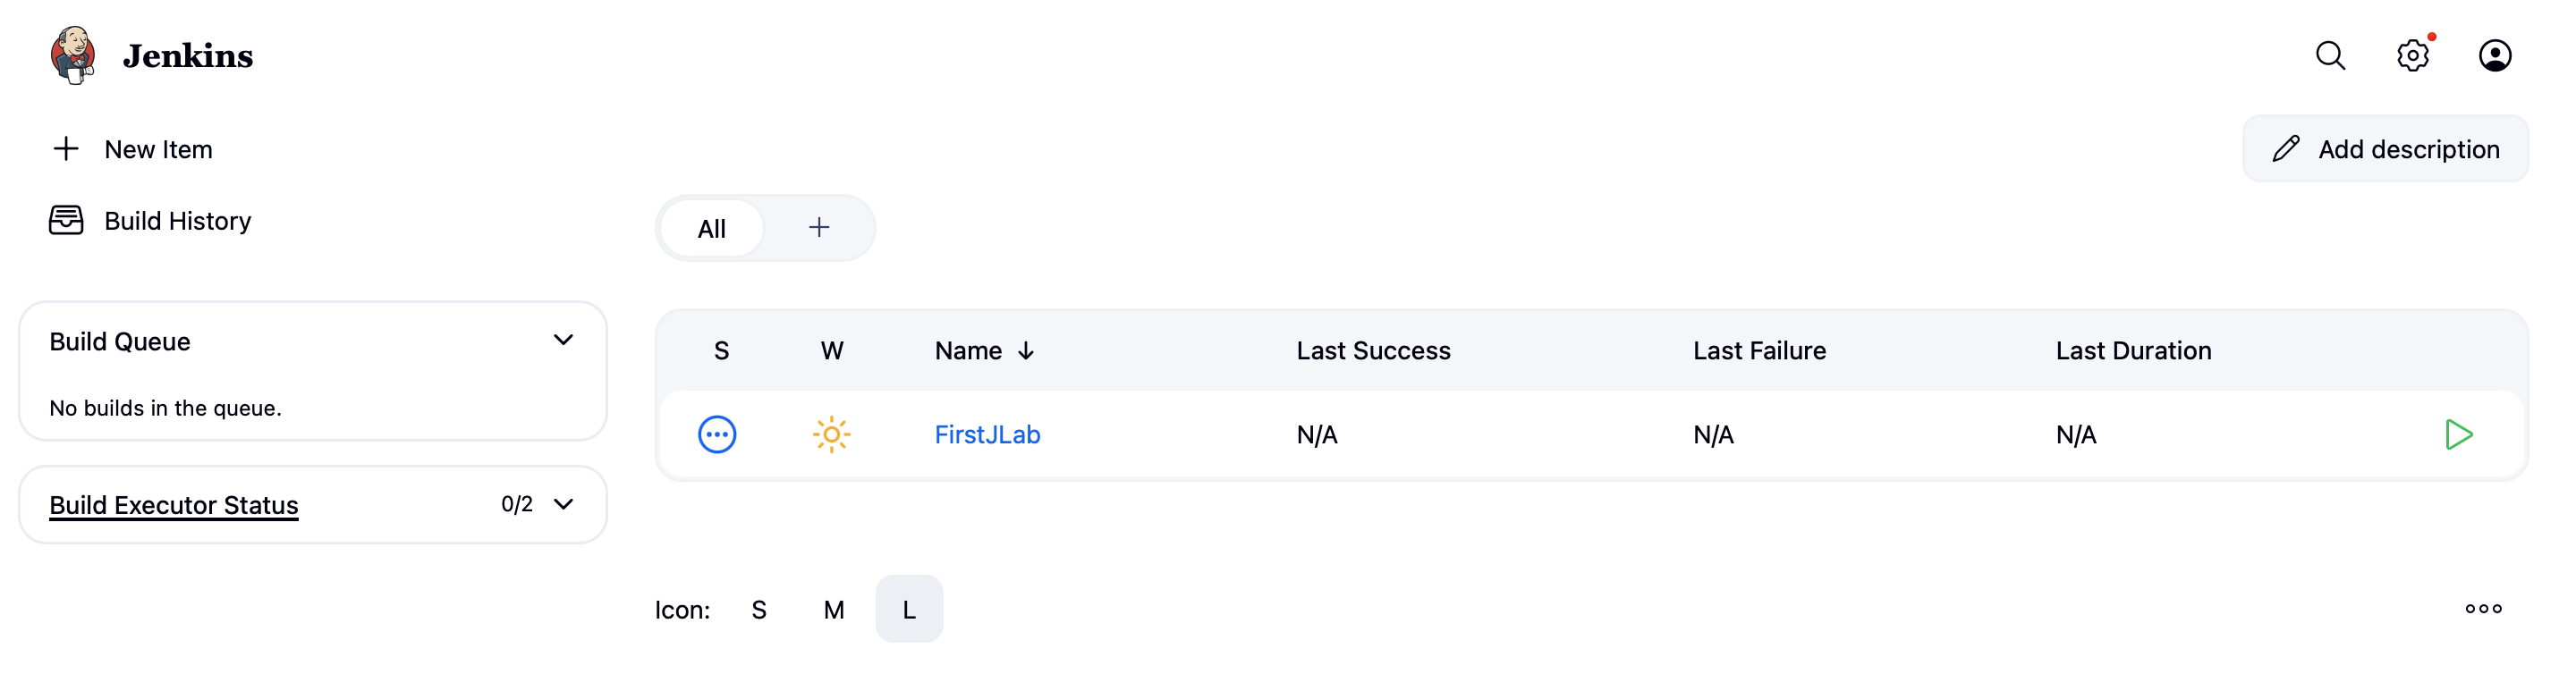 Jenkins
New Item
Add description
Build History
All
Build Queue
No builds in the queue.
Build Executor Status 0/2
S W Name Last Success Last Failure Last Duration
FirstJLab N/A N/A N/A
Icon: S M L